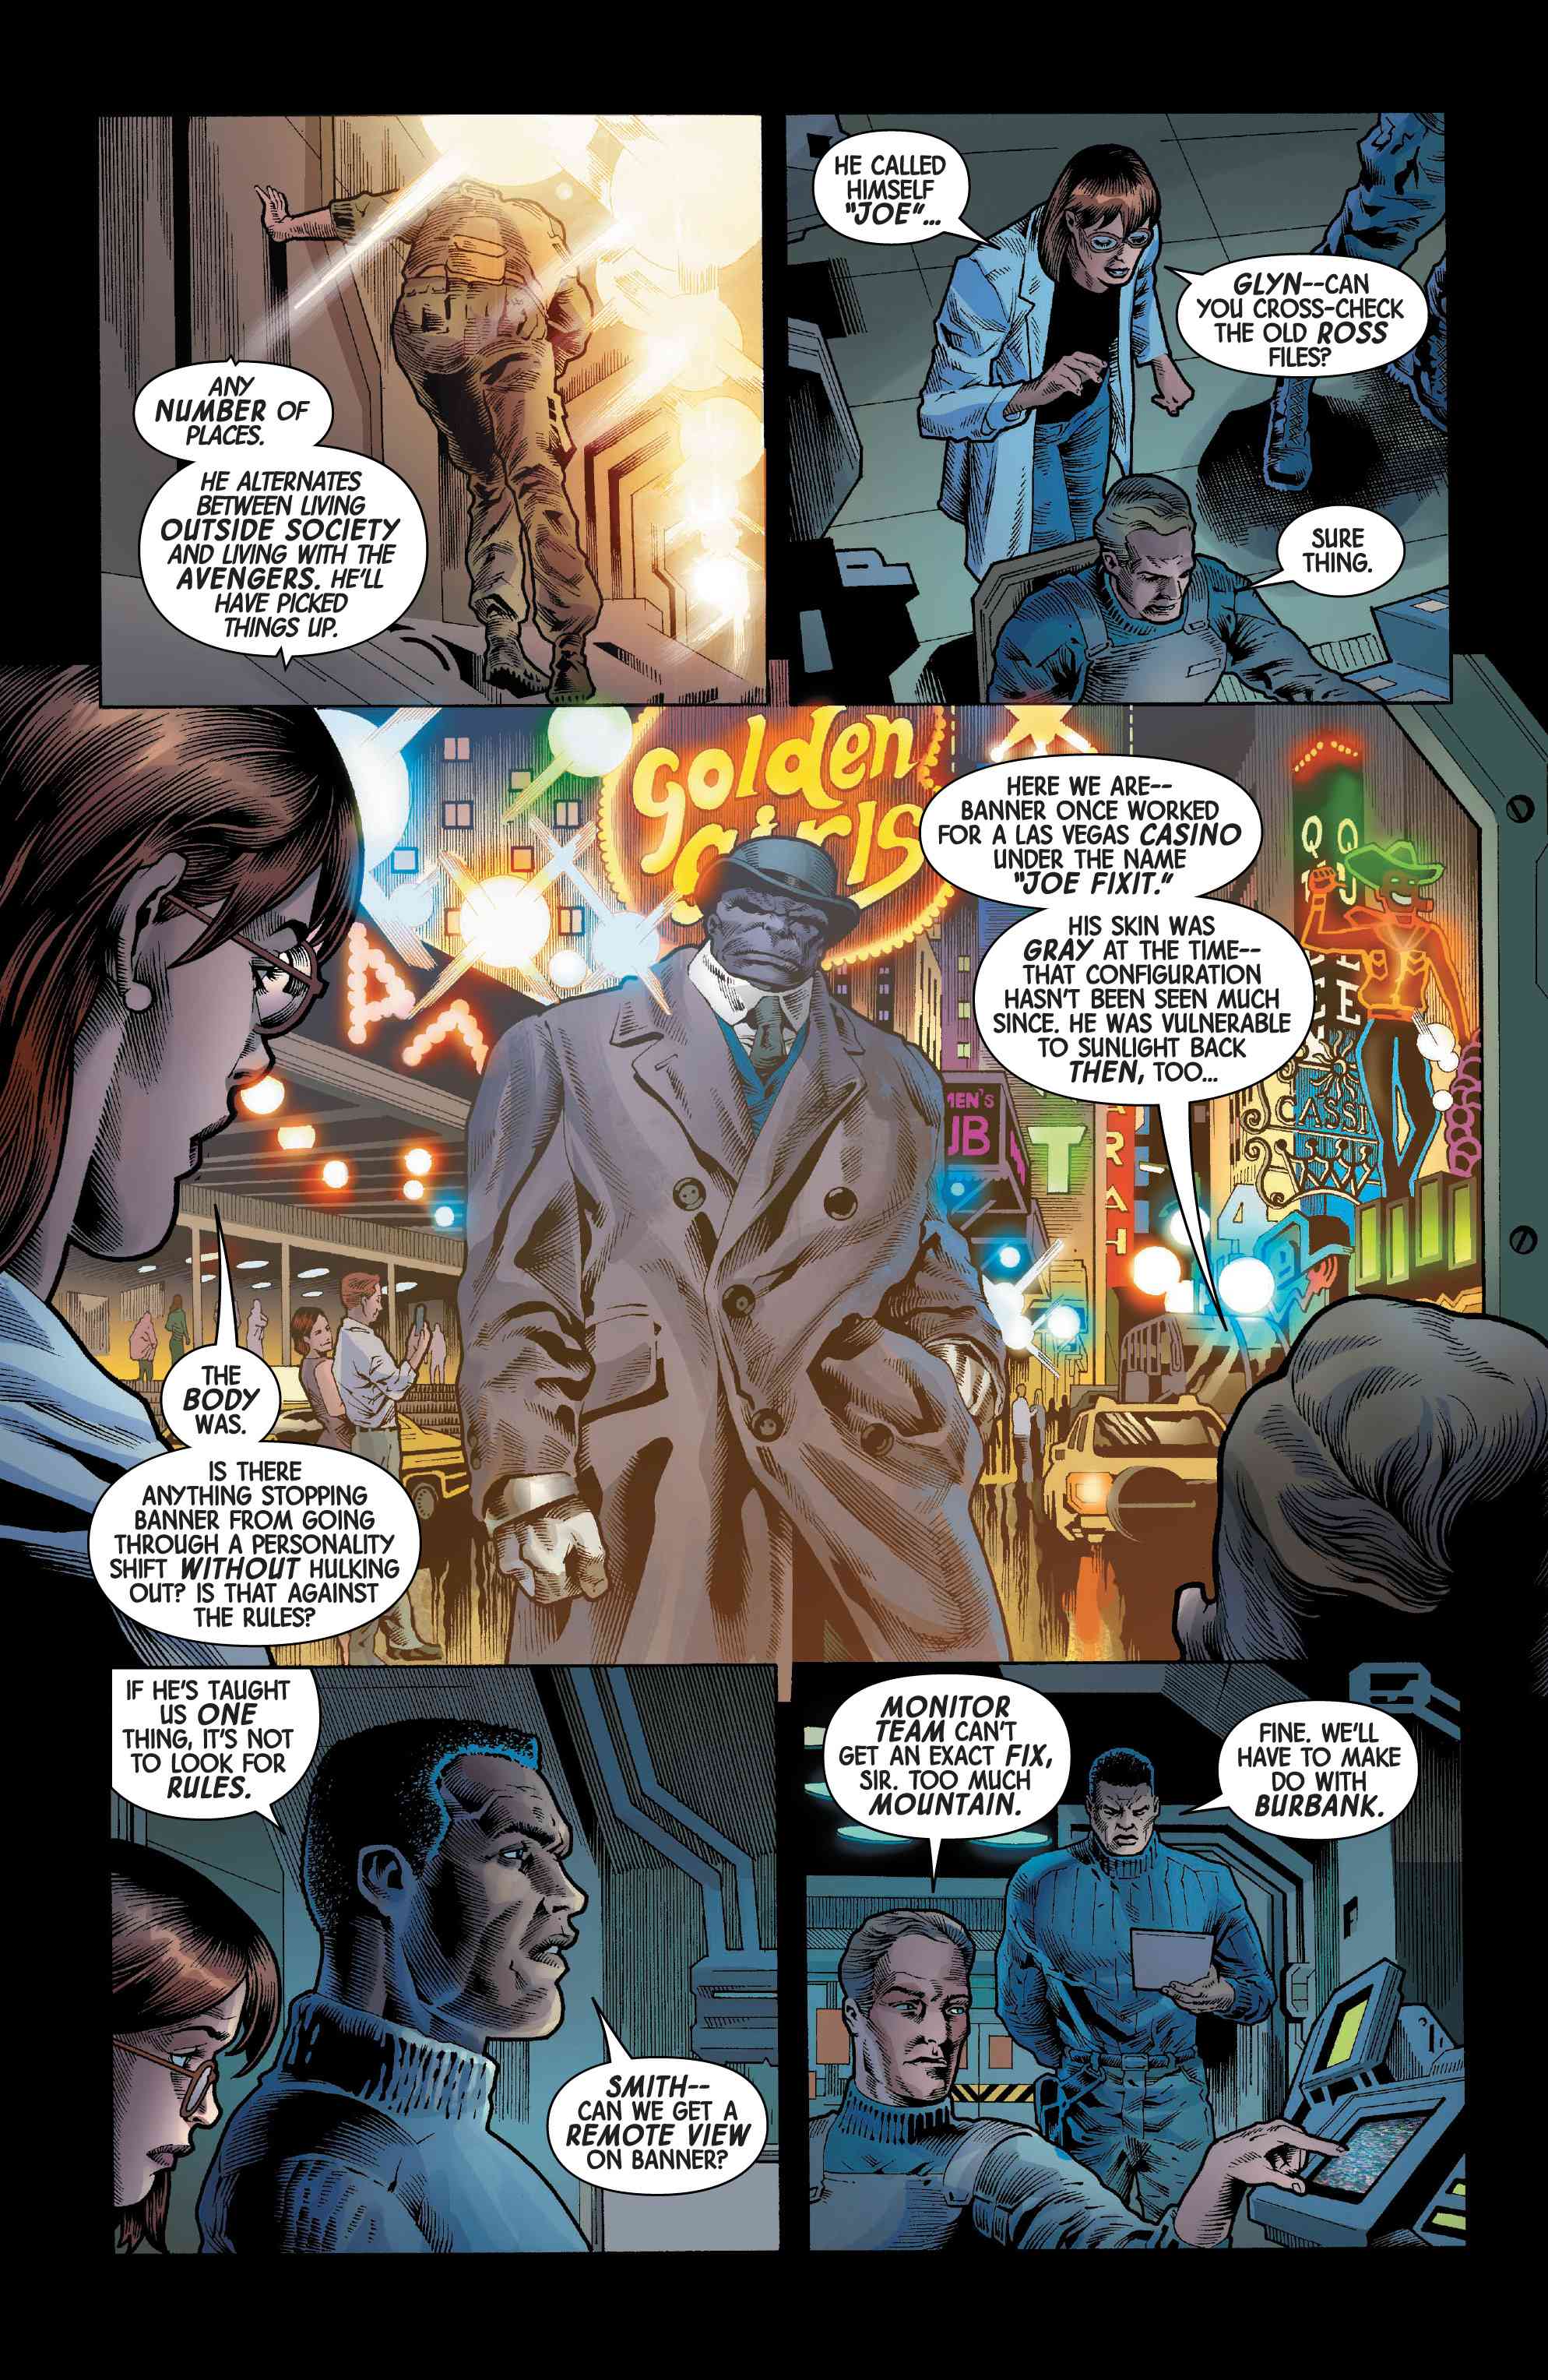 ANY
NUMBER OF
PLACES.
HE ALTERNATES
BETWEEN LIVING
OUTSIDE SOCIETY
AND LIVING WITH THE
AVENGERS. HE'LL
HAVE PICKED
THINGS UP.
HE CALLED
HIMSELF
"JOE"...
GLYN--CAN
YOU CROSS-CHECK
THE OLD ROSS
FILES?
SURE
THING.
golden
girls
HERE WE ARE--
BANNER ONCE WORKED
FOR A LAS VEGAS CASINO
UNDER THE NAME
"JOE FIXIT."
HIS SKIN WAS
GRAY AT THE TIME--
THAT CONFIGURATION
HASN'T BEEN SEEN MUCH
SINCE. HE WAS VULNERABLE
TO SUNLIGHT BACK
THEN, TOO...
MEN'S
UB
T
RAH
CASSI
THE
BODY
WAS.
IS THERE
ANYTHING STOPPING
BANNER FROM GOING
THROUGH A PERSONALITY
SHIFT WITHOUT HULKING
OUT? IS THAT AGAINST
THE RULES?
IF HE'S TAUGHT
US ONE
THING, IT'S NOT
TO LOOK FOR
RULES.
SMITH--
CAN WE GET A
REMOTE VIEW
ON BANNER?
MONITOR
TEAM CAN'T
GET AN EXACT FIX,
SIR. TOO MUCH
MOUNTAIN.
FINE. WE'LL
HAVE TO MAKE
DO WITH
BURBANK.